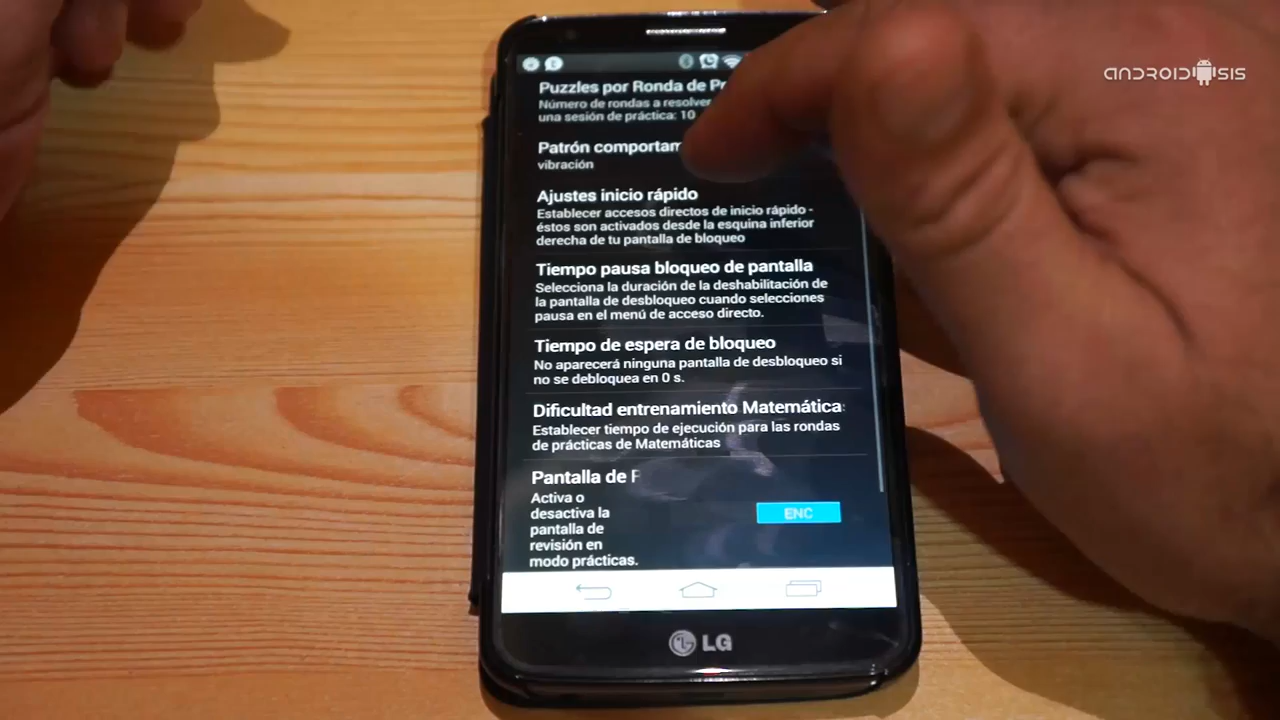 ANDROIDSIS
Puzzles por Ronda de
Número de rondas a resolver
una sesión de práctica: 10
Patrón comportam
vibración
Ajustes inicio rápido
Establecer accesos directos de inicio rápido -
éstos son activados desde la esquina inferior
derecha de tu pantalla de bloqueo
Tiempo pausa bloqueo de pantalla
Selecciona la duración de la deshabilitación de
la pantalla de desbloqueo cuando selecciones
pausa en el menú de acceso directo.
Tiempo de espera de bloqueo
No aparecerá ninguna pantalla de desbloqueo si
no se debloquea en 0 s.
Dificultad entrenamiento Matemática
Establecer tiempo de ejecución para las rondas
de prácticas de Matemáticas
Pantalla de
Activa o
desactiva la
pantalla de
revisión en
modo prácticas.
ENC
LG